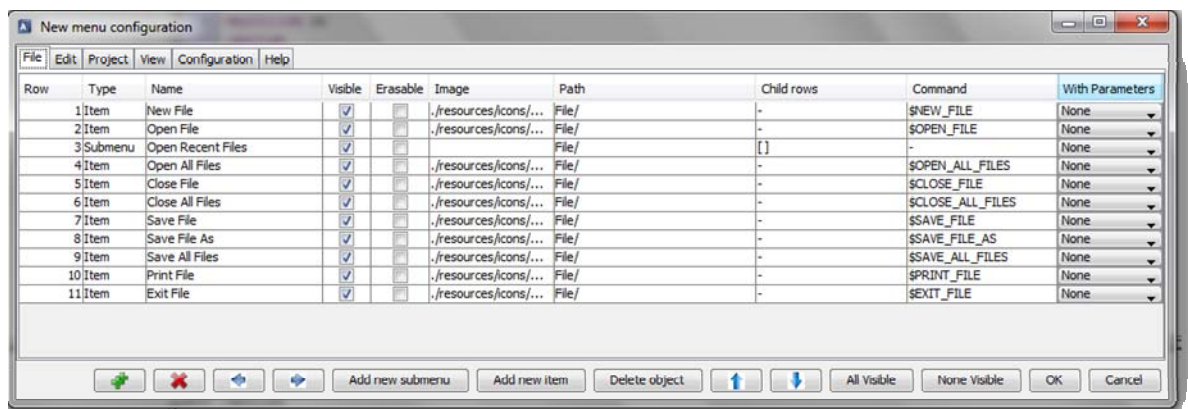 New menu configuration
File Edit Project View Configuration Help
Row Type Name Visible Erasable Image Path Child rows Command With Parameters
1 Item New File ./resources/icons/... File/ - $NEW_FILE None
2 Item Open File ./resources/icons/... File/ - $OPEN_FILE None
3 Submenu Open Recent Files File/ [ ] - None
4 Item Open All Files ./resources/icons/... File/ - $OPEN_ALL_FILES None
5 Item Close File ./resources/icons/... File/ - $CLOSE_FILE None
6 Item Close All Files ./resources/icons/... File/ - $CLOSE_ALL_FILES None
7 Item Save File ./resources/icons/... File/ - $SAVE_FILE None
8 Item Save File As ./resources/icons/... File/ - $SAVE_FILE_AS None
9 Item Save All Files ./resources/icons/... File/ - $SAVE_ALL_FILES None
10 Item Print File ./resources/icons/... File/ - $PRINT_FILE None
11 Item Exit File ./resources/icons/... File/ - $EXIT_FILE None
Add new submenu Add new item Delete object All Visible None Visible OK Cancel